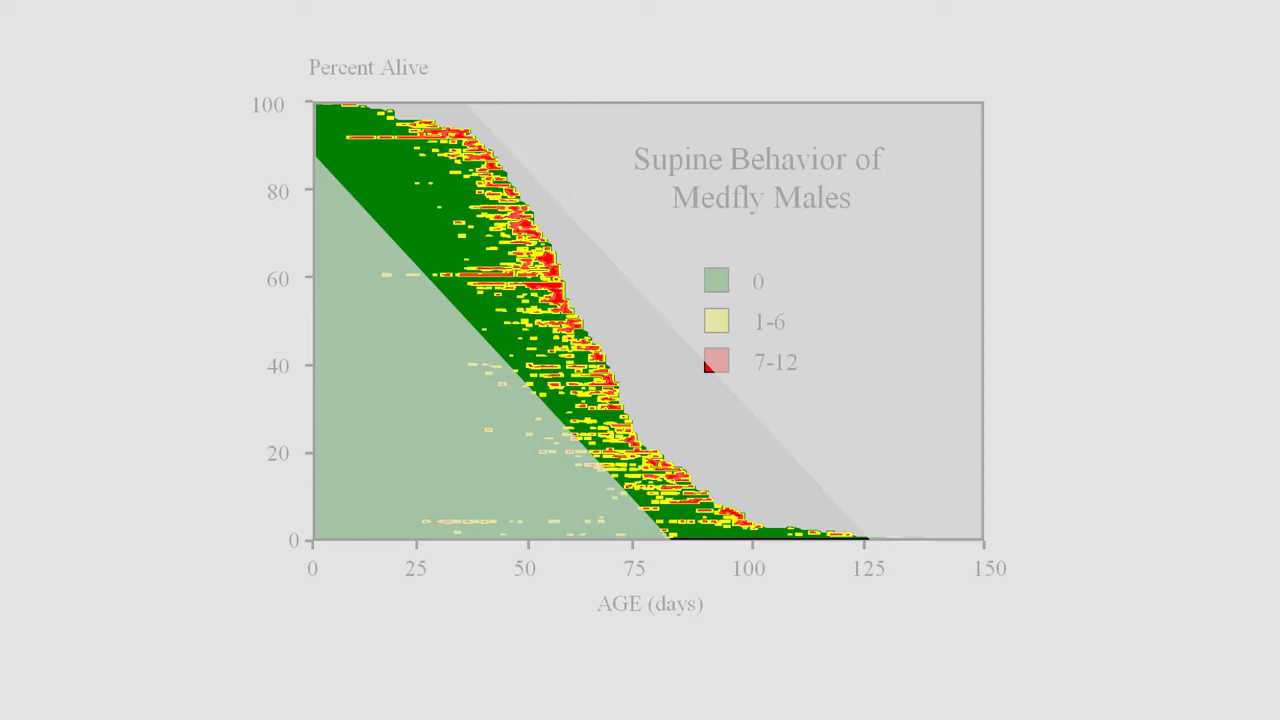 Percent Alive
100
80
60
40
20
0
Supine Behavior of
Medfly Males
0
1-6
7-12
0 25 50 75 100 125 150
AGE (days)